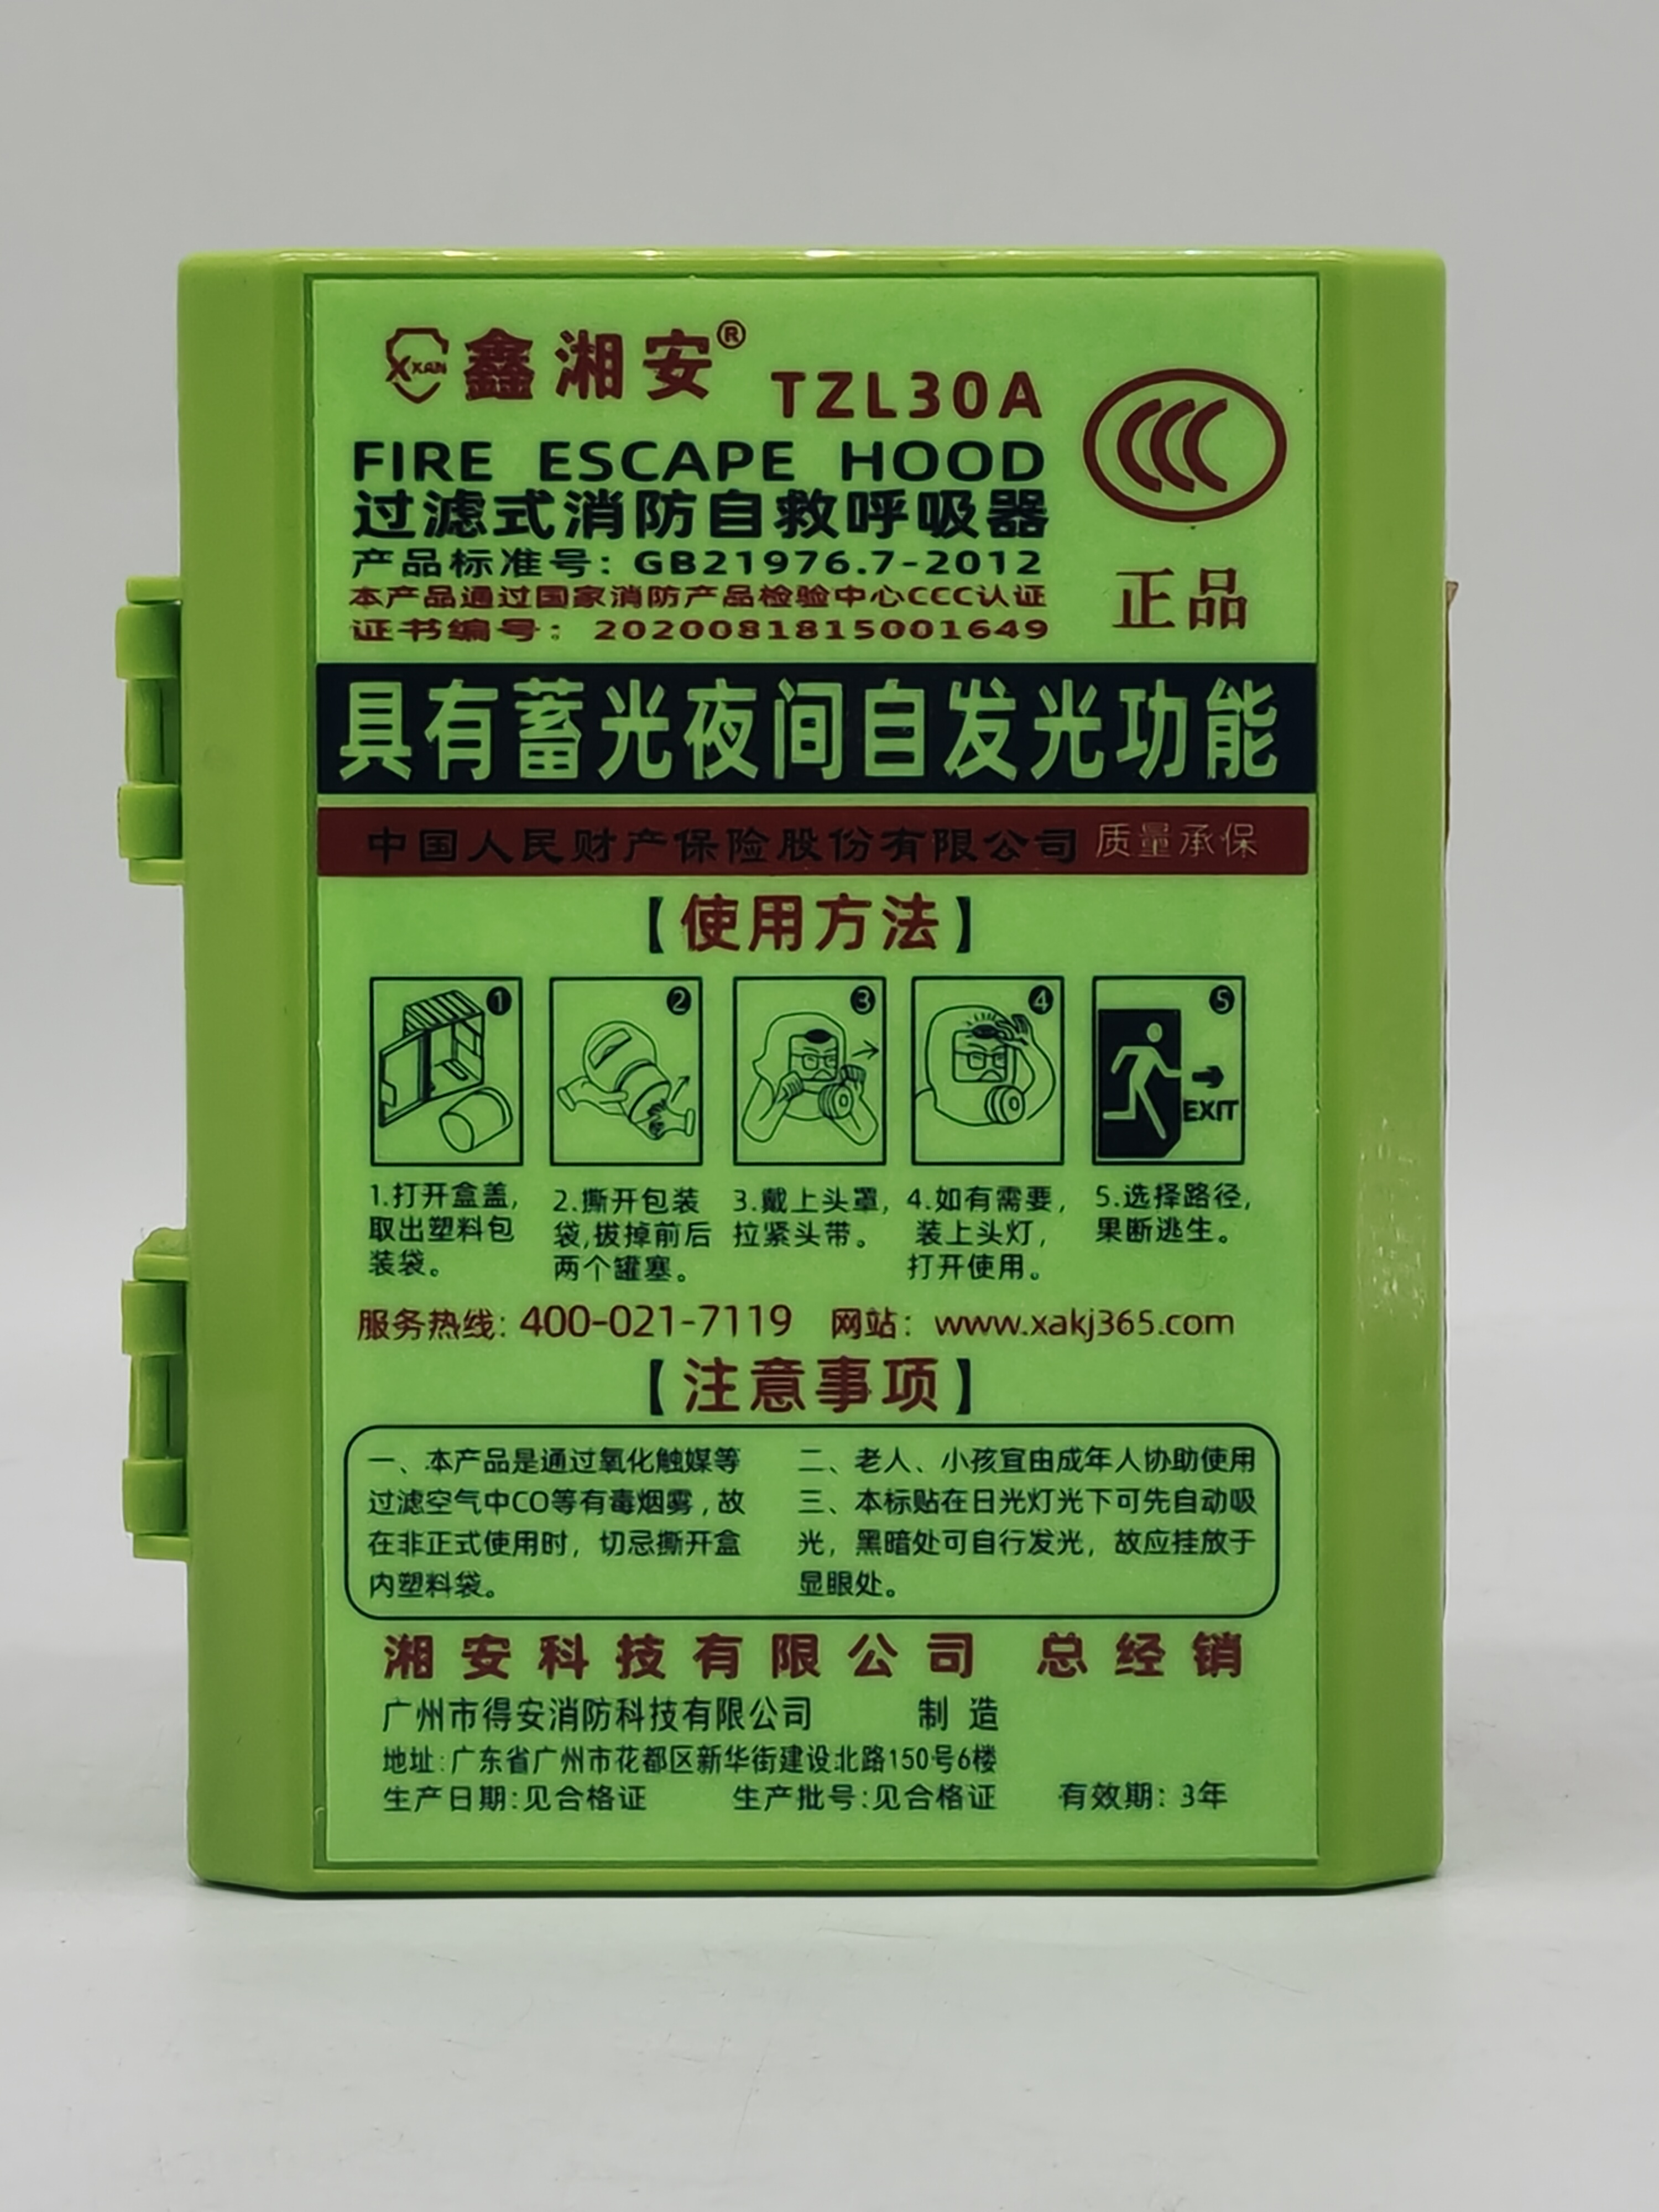 XXAN 鑫湘安® TZL30A
FIRE ESCAPE HOOD
过滤式消防自救呼吸器
产品标准号：GB21976.7-2012
本产品通过国家消防产品检验中心CCC认证
证书编号：2020081815001649
CCC
正品
具有蓄光夜间自发光功能
中国人民财产保险股份有限公司 质量承保
【使用方法】
1
2
3
4
5
EXIT
1.打开盒盖,
取出塑料包
装袋。
2.撕开包装
袋,拔掉前后
两个罐塞。
3.戴上头罩,
拉紧头带。
4.如有需要,
装上头灯,
打开使用。
5.选择路径,
果断逃生。
服务热线: 400-021-7119 网站：www.xakj365.com
【注意事项】
一、本产品是通过氧化触媒等
过滤空气中CO等有毒烟雾,故
在非正式使用时，切忌撕开盒
内塑料袋。
二、老人、小孩宜由成年人协助使用
三、本标贴在日光灯光下可先自动吸
光，黑暗处可自行发光，故应挂放于
显眼处。
湘安科技有限公司 总经销
广州市得安消防科技有限公司 制造
地址:广东省广州市花都区新华街建设北路150号6楼
生产日期:见合格证 生产批号:见合格证 有效期：3年